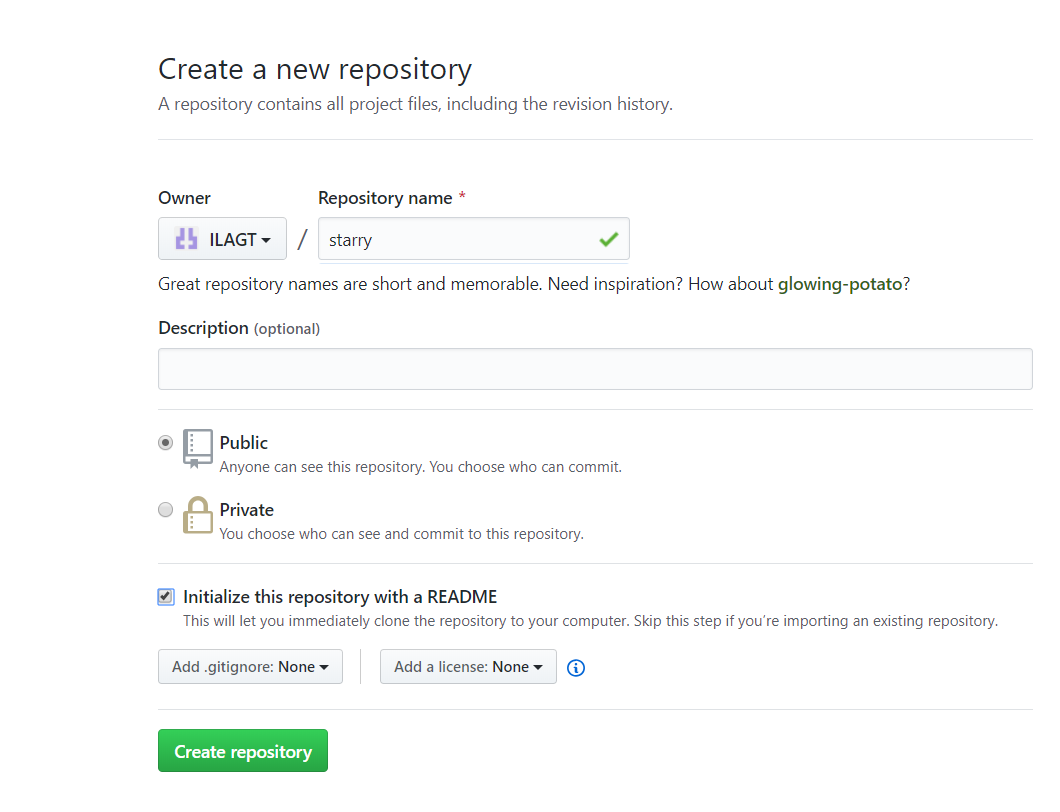 Create a new repository
A repository contains all project files, including the revision history.
Owner
Repository name *
ILAGT
/
starry
Great repository names are short and memorable. Need inspiration? How about glowing-potato?
Description (optional)
Public
Anyone can see this repository. You choose who can commit.
Private
You choose who can see and commit to this repository.
Initialize this repository with a README
This will let you immediately clone the repository to your computer. Skip this step if you’re importing an existing repository.
Add .gitignore: None
Add a license: None
Create repository